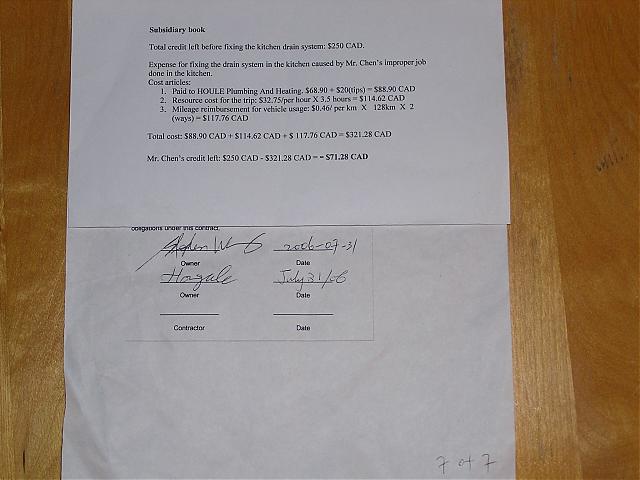 Subsidiary book
Total credit left before fixing the kitchen drain system: $250 CAD.
Expense for fixing the drain system in the kitchen caused by Mr. Chen's improper job
done in the kitchen.
Cost articles:
1. Paid to HOULE Plumbing And Heating. $68.90 + $20(tips) = $88.90 CAD
2. Resource cost for the trip: $32.75/per hour X 3.5 hours = $114.62 CAD
3. Mileage reimbursement for vehicle usage: $0.46/ per km X 128km X 2
(ways) = $117.76 CAD
Total cost: $88.90 CAD + $114.62 CAD + $ 117.76 CAD = $321.28 CAD
Mr. Chen's credit left: $250 CAD - $321.28 CAD = - $71.28 CAD
obligations under this contract.
2006-07-31
Owner Date
July 31/06
Owner Date
Contractor Date
7 of 7